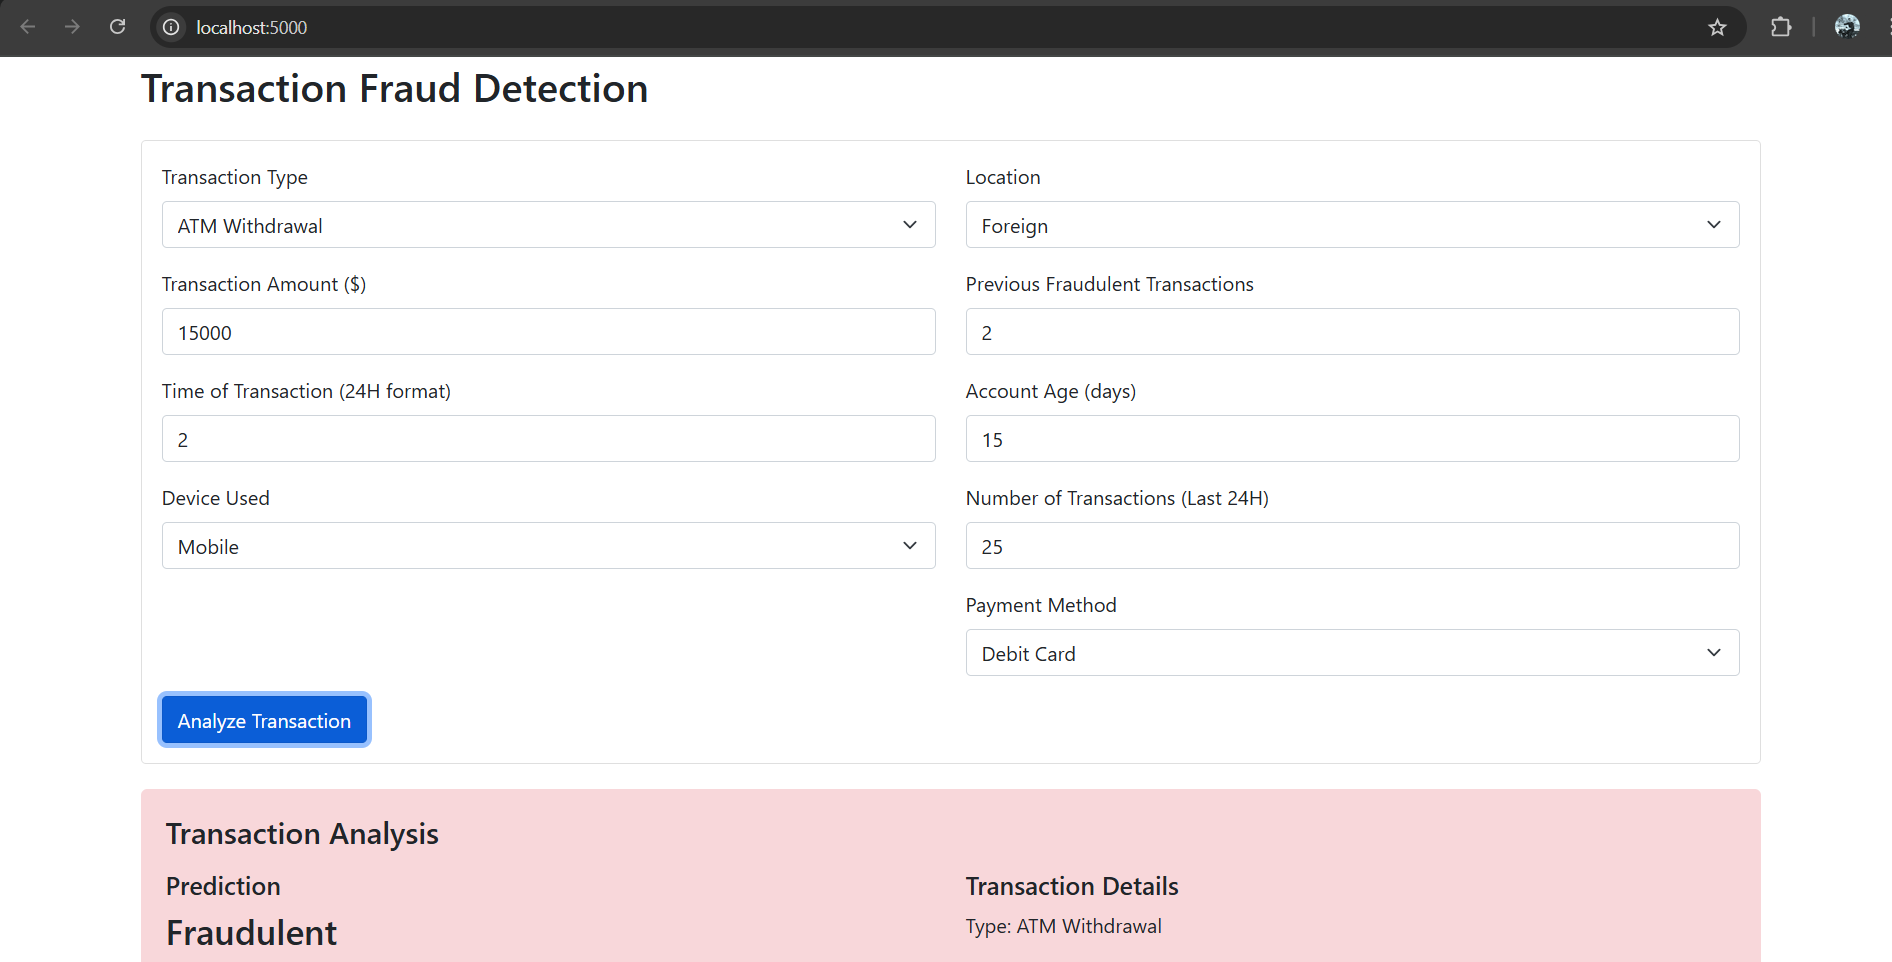 localhost:5000
Transaction Fraud Detection
Transaction Type
ATM Withdrawal
Location
Foreign
Transaction Amount ($)
15000
Previous Fraudulent Transactions
2
Time of Transaction (24H format)
2
Account Age (days)
15
Device Used
Mobile
Number of Transactions (Last 24H)
25
Payment Method
Debit Card
Analyze Transaction
Transaction Analysis
Prediction
Fraudulent
Transaction Details
Type: ATM Withdrawal